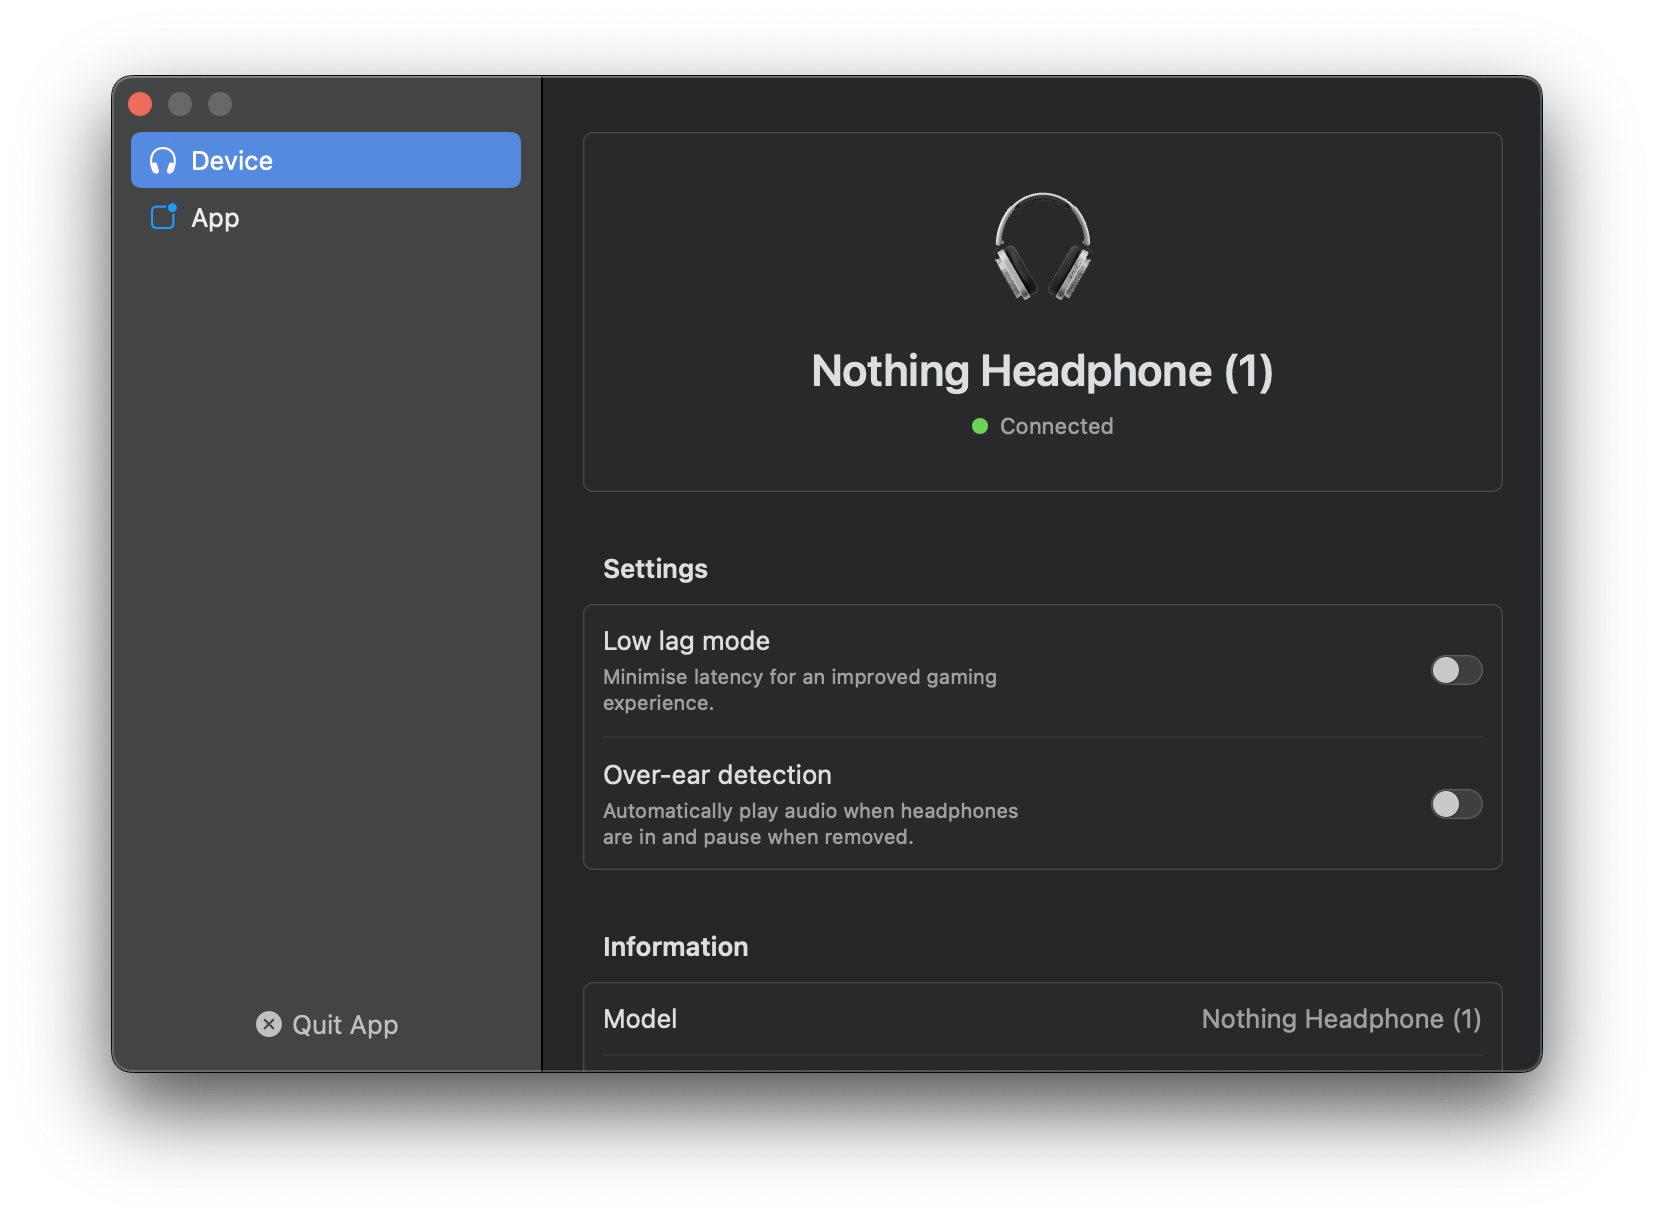 Device
App
Quit App
Nothing Headphone (1)
Connected
Settings
Low lag mode
Minimise latency for an improved gaming
experience.
Over-ear detection
Automatically play audio when headphones
are in and pause when removed.
Information
Model
Nothing Headphone (1)